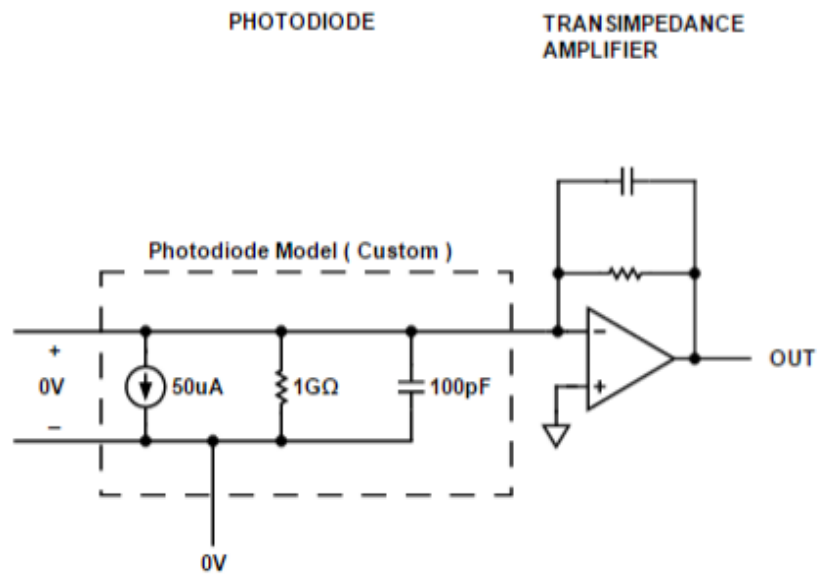 PHOTODIODE
TRANSIMPEDANCE
AMPLIFIER
Photodiode Model ( Custom )
+
0V
–
50uA
1GΩ
100pF
–
+
OUT
0V